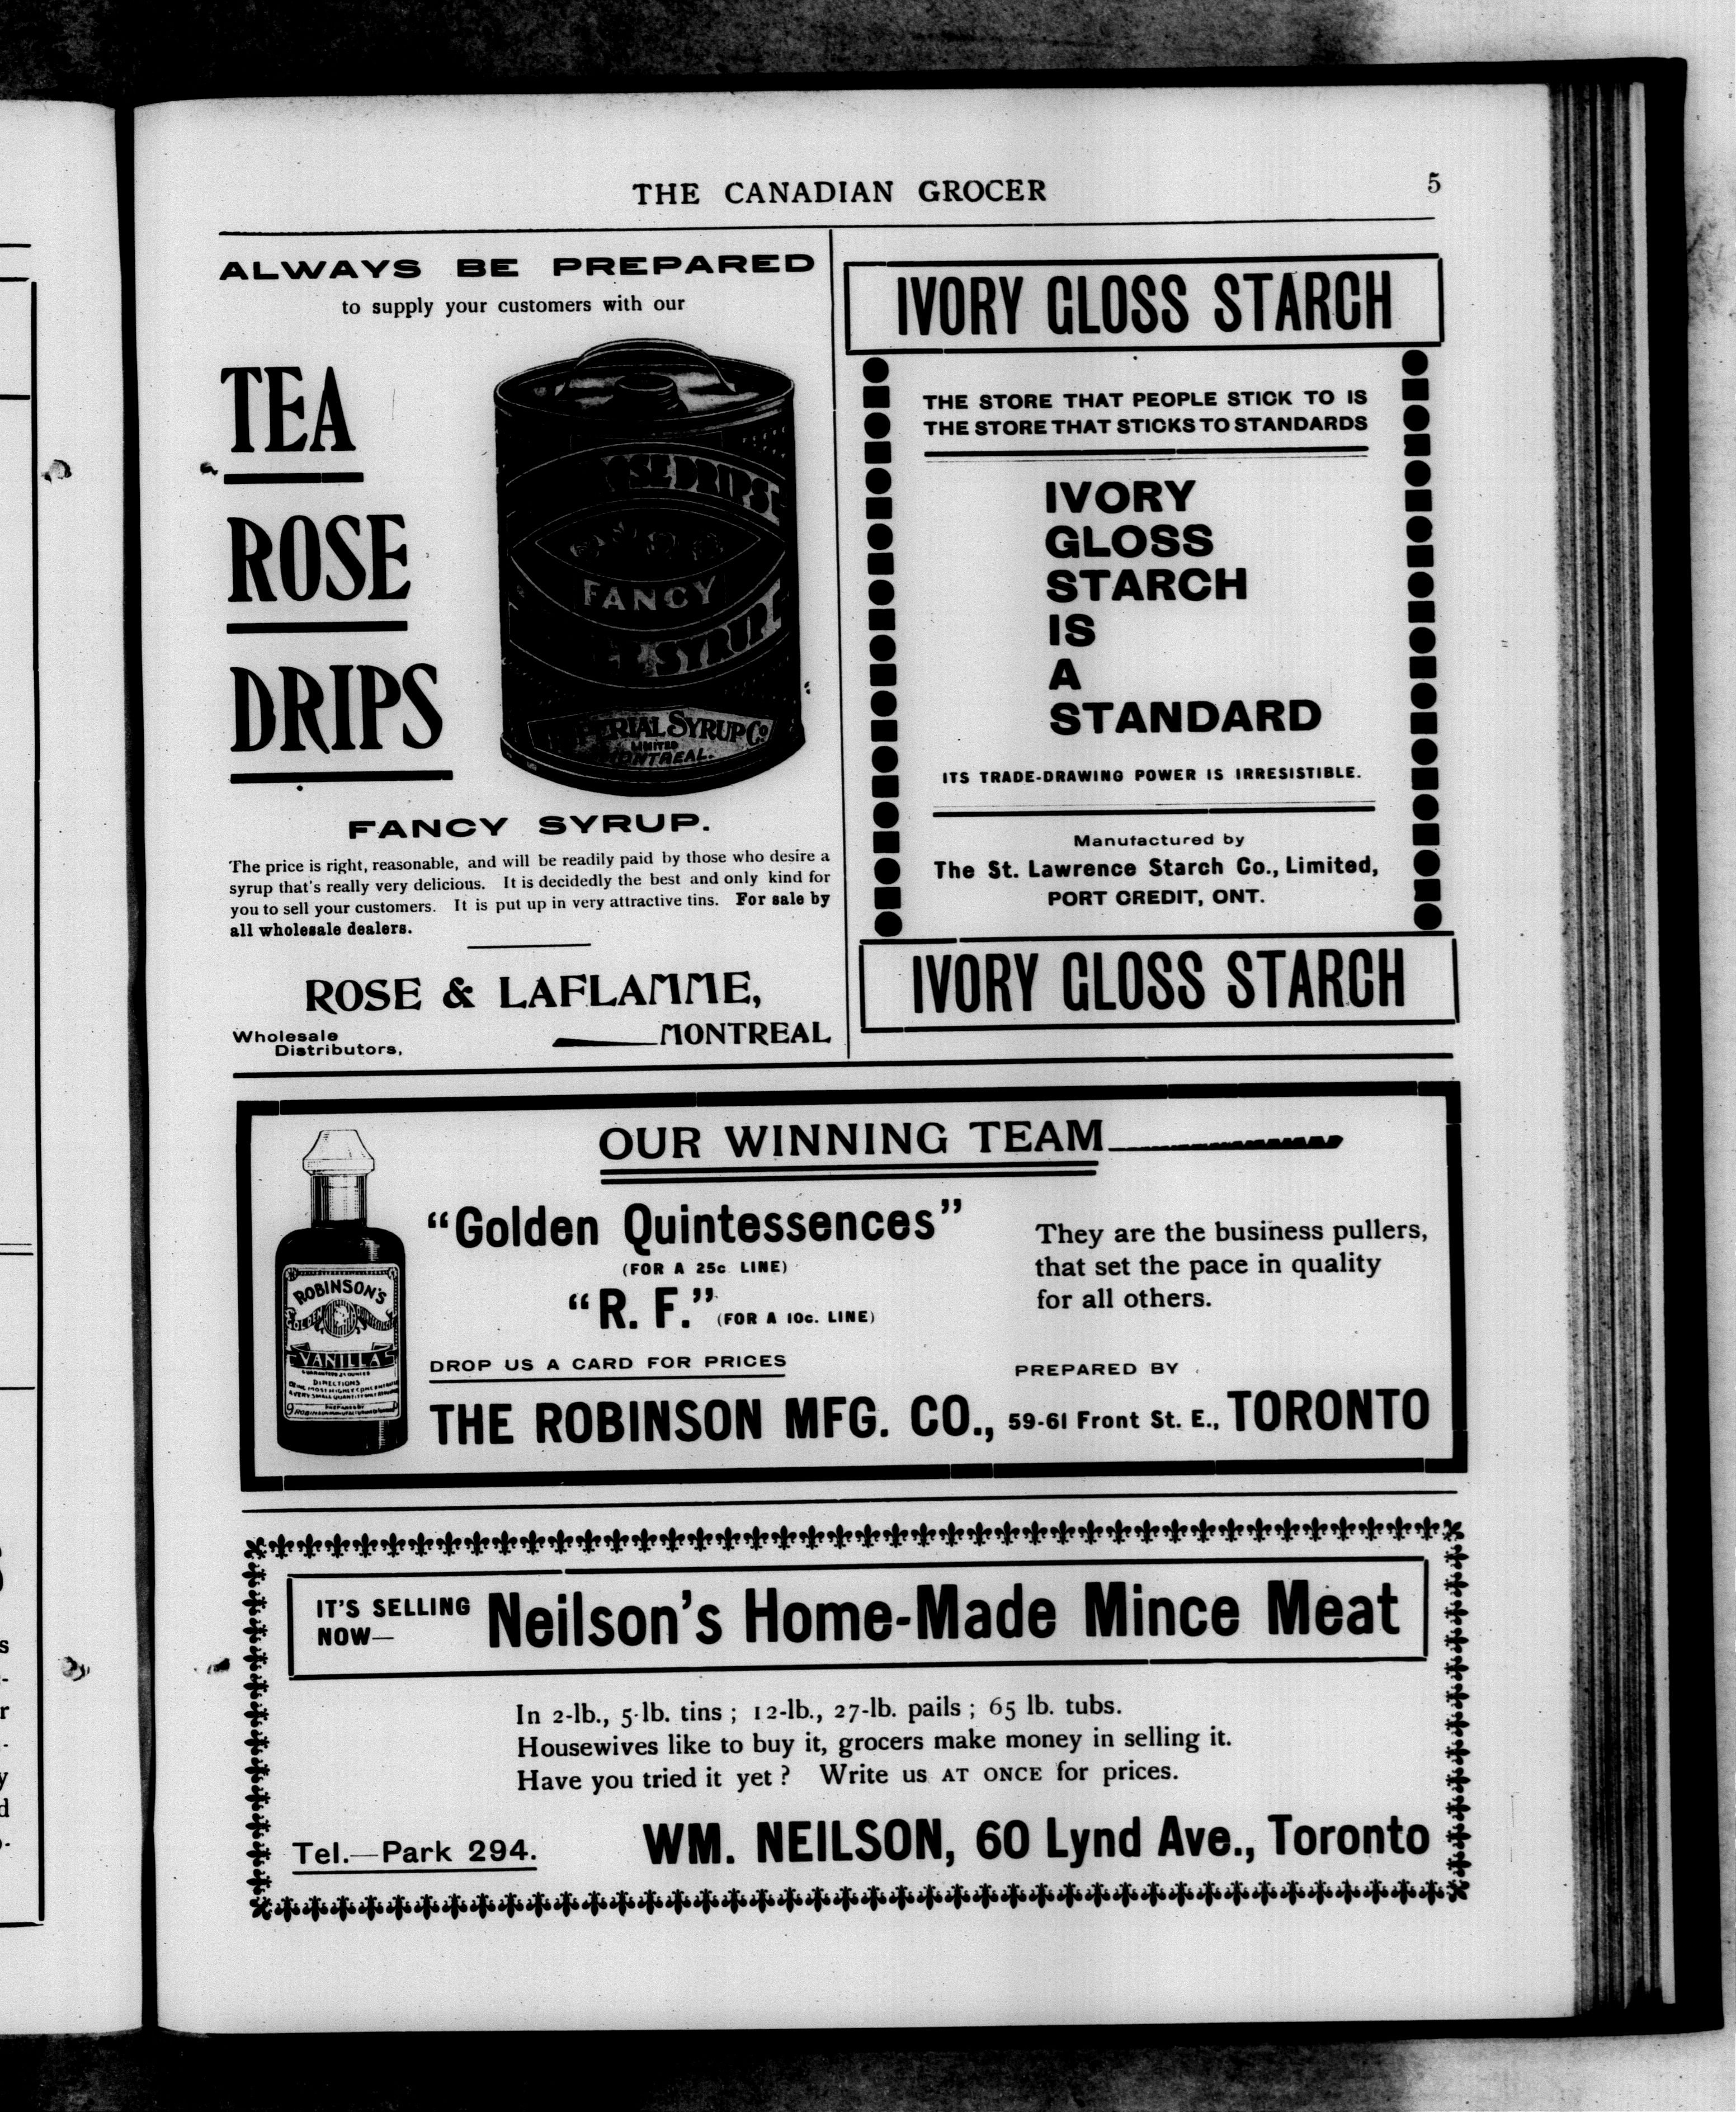 THE CANADIAN GROCER
5
ALWAYS BE PREPARED
to supply your customers with our
TEA
ROSE
DRIPS
FANCY
SYRUP
SYRUP Co
LIMITED
MONTREAL.
FANCY SYRUP.
The price is right, reasonable, and will be readily paid by those who desire a
syrup that's really very delicious. It is decidedly the best and only kind for
you to sell your customers. It is put up in very attractive tins. For sale by
all wholesale dealers.
ROSE & LAFLAMME,
Wholesale
Distributors,
MONTREAL
IVORY GLOSS STARCH
THE STORE THAT PEOPLE STICK TO IS
THE STORE THAT STICKS TO STANDARDS
IVORY
GLOSS
STARCH
IS
A
STANDARD
ITS TRADE-DRAWING POWER IS IRRESISTIBLE.
Manufactured by
The St. Lawrence Starch Co., Limited,
PORT CREDIT, ONT.
IVORY GLOSS STARCH
OUR WINNING TEAM
"Golden Quintessences"
(FOR A 25c. LINE)
"R. F." (FOR A 10c. LINE)
They are the business pullers,
that set the pace in quality
for all others.
DROP US A CARD FOR PRICES
PREPARED BY
THE ROBINSON MFG. CO., 59-61 Front St. E., TORONTO
ROBINSON'S
VANILLA
DIRECTIONS
IT'S SELLING
NOW—
Neilson's Home-Made Mince Meat
In 2-lb., 5-lb. tins ; 12-lb., 27-lb. pails ; 65 lb. tubs.
Housewives like to buy it, grocers make money in selling it.
Have you tried it yet ? Write us AT ONCE for prices.
Tel.—Park 294.
WM. NEILSON, 60 Lynd Ave., Toronto